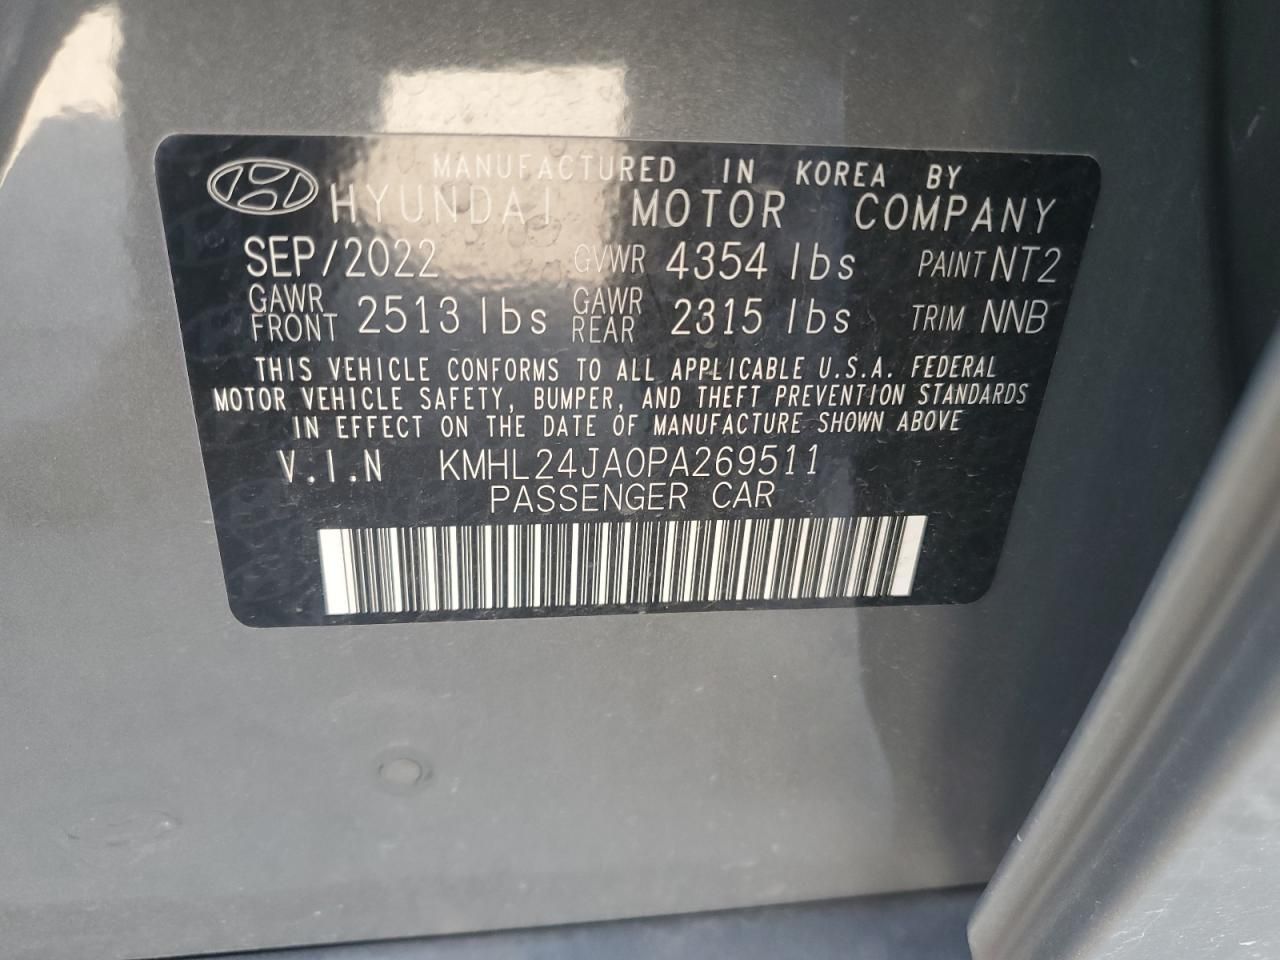 MANUFACTURED IN KOREA BY
HYUNDAI MOTOR COMPANY
SEP/2022 GVWR 4354 lbs PAINT NT2
GAWR FRONT 2513 lbs GAWR REAR 2315 lbs TRIM NNB
THIS VEHICLE CONFORMS TO ALL APPLICABLE U.S.A. FEDERAL
MOTOR VEHICLE SAFETY, BUMPER, AND THEFT PREVENTION STANDARDS
IN EFFECT ON THE DATE OF MANUFACTURE SHOWN ABOVE
V.I.N KMHL24JA0PA269511
PASSENGER CAR